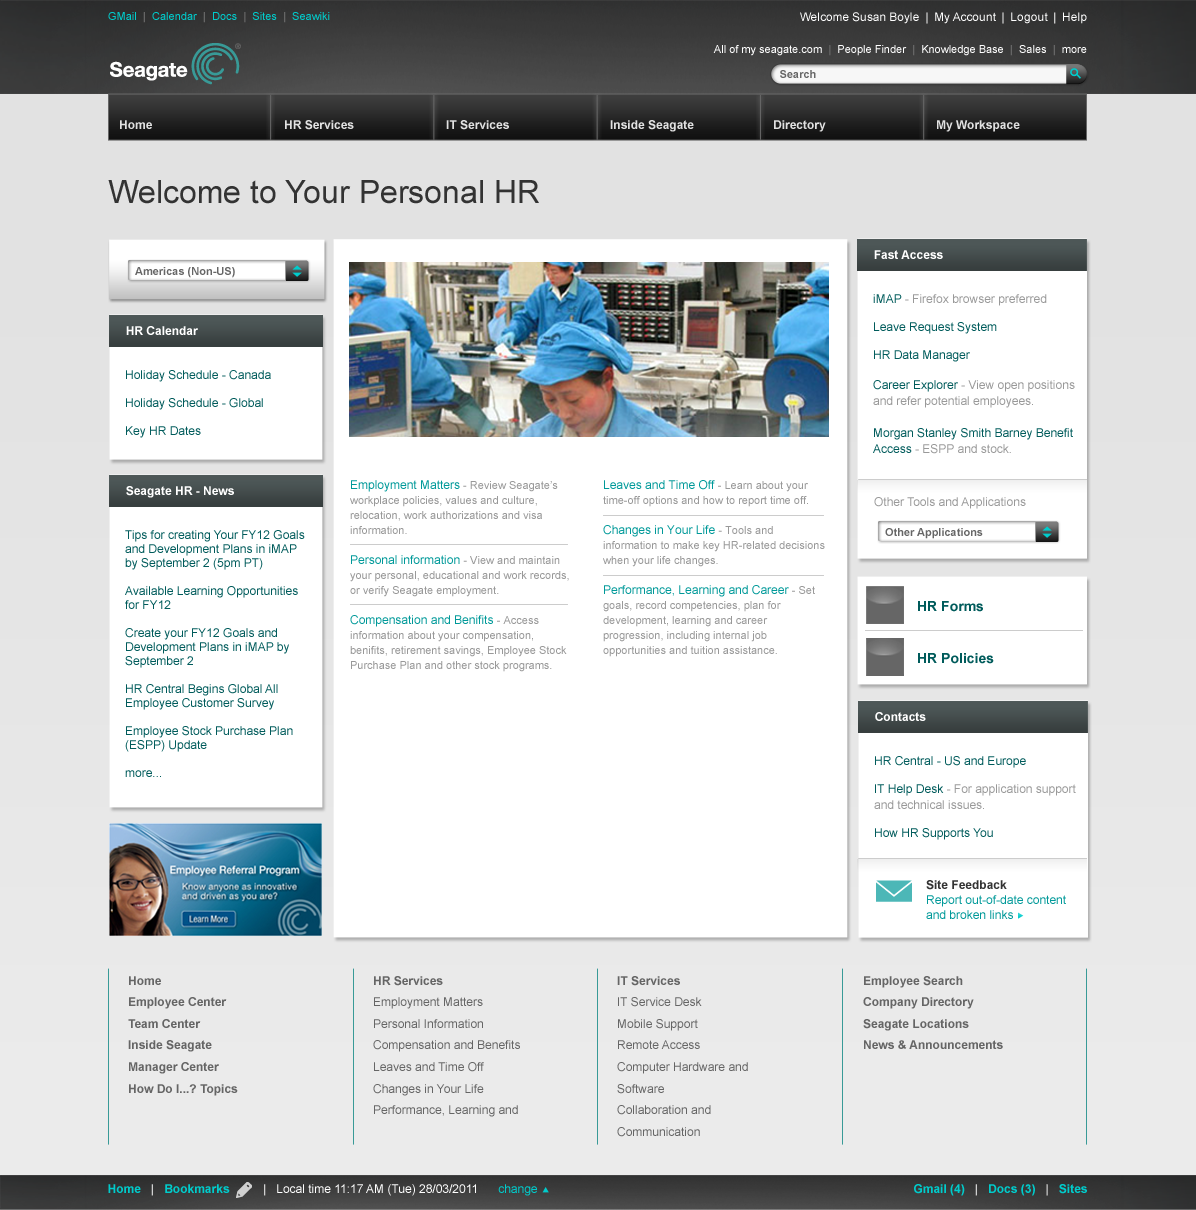 GMail | Calendar | Docs | Sites | Seawiki
Welcome Susan Boyle | My Account | Logout | Help
All of my seagate.com | People Finder | Knowledge Base | Sales | more
Seagate
Search
Home
HR Services
IT Services
Inside Seagate
Directory
My Workspace
Welcome to Your Personal HR
Americas (Non-US)
HR Calendar
Holiday Schedule - Canada
Holiday Schedule - Global
Key HR Dates
Seagate HR - News
Tips for creating Your FY12 Goals
and Development Plans in iMAP
by September 2 (5pm PT)
Available Learning Opportunities
for FY12
Create your FY12 Goals and
Development Plans in iMAP by
September 2
HR Central Begins Global All
Employee Customer Survey
Employee Stock Purchase Plan
(ESPP) Update
more...
Employee Referral Program
Know anyone as innovative
and driven as you are?
Learn More
Employment Matters - Review Seagate's
workplace policies, values and culture,
relocation, work authorizations and visa
information.
Personal information - View and maintain
your personal, educational and work records,
or verify Seagate employment.
Compensation and Benifits - Access
information about your compensation,
benifits, retirement savings, Employee Stock
Purchase Plan and other stock programs.
Leaves and Time Off - Learn about your
time-off options and how to report time off.
Changes in Your Life - Tools and
information to make key HR-related decisions
when your life changes.
Performance, Learning and Career - Set
goals, record competencies, plan for
development, learning and career
progression, including internal job
opportunities and tuition assistance.
Fast Access
iMAP - Firefox browser preferred
Leave Request System
HR Data Manager
Career Explorer - View open positions
and refer potential employees.
Morgan Stanley Smith Barney Benefit
Access - ESPP and stock.
Other Tools and Applications
Other Applications
HR Forms
HR Policies
Contacts
HR Central - US and Europe
IT Help Desk - For application support
and technical issues.
How HR Supports You
Site Feedback
Report out-of-date content
and broken links
Home
Employee Center
Team Center
Inside Seagate
Manager Center
How Do I...? Topics
HR Services
Employment Matters
Personal Information
Compensation and Benefits
Leaves and Time Off
Changes in Your Life
Performance, Learning and
IT Services
IT Service Desk
Mobile Support
Remote Access
Computer Hardware and
Software
Collaboration and
Communication
Employee Search
Company Directory
Seagate Locations
News & Announcements
Home | Bookmarks | Local time 11:17 AM (Tue) 28/03/2011 change
Gmail (4) | Docs (3) | Sites